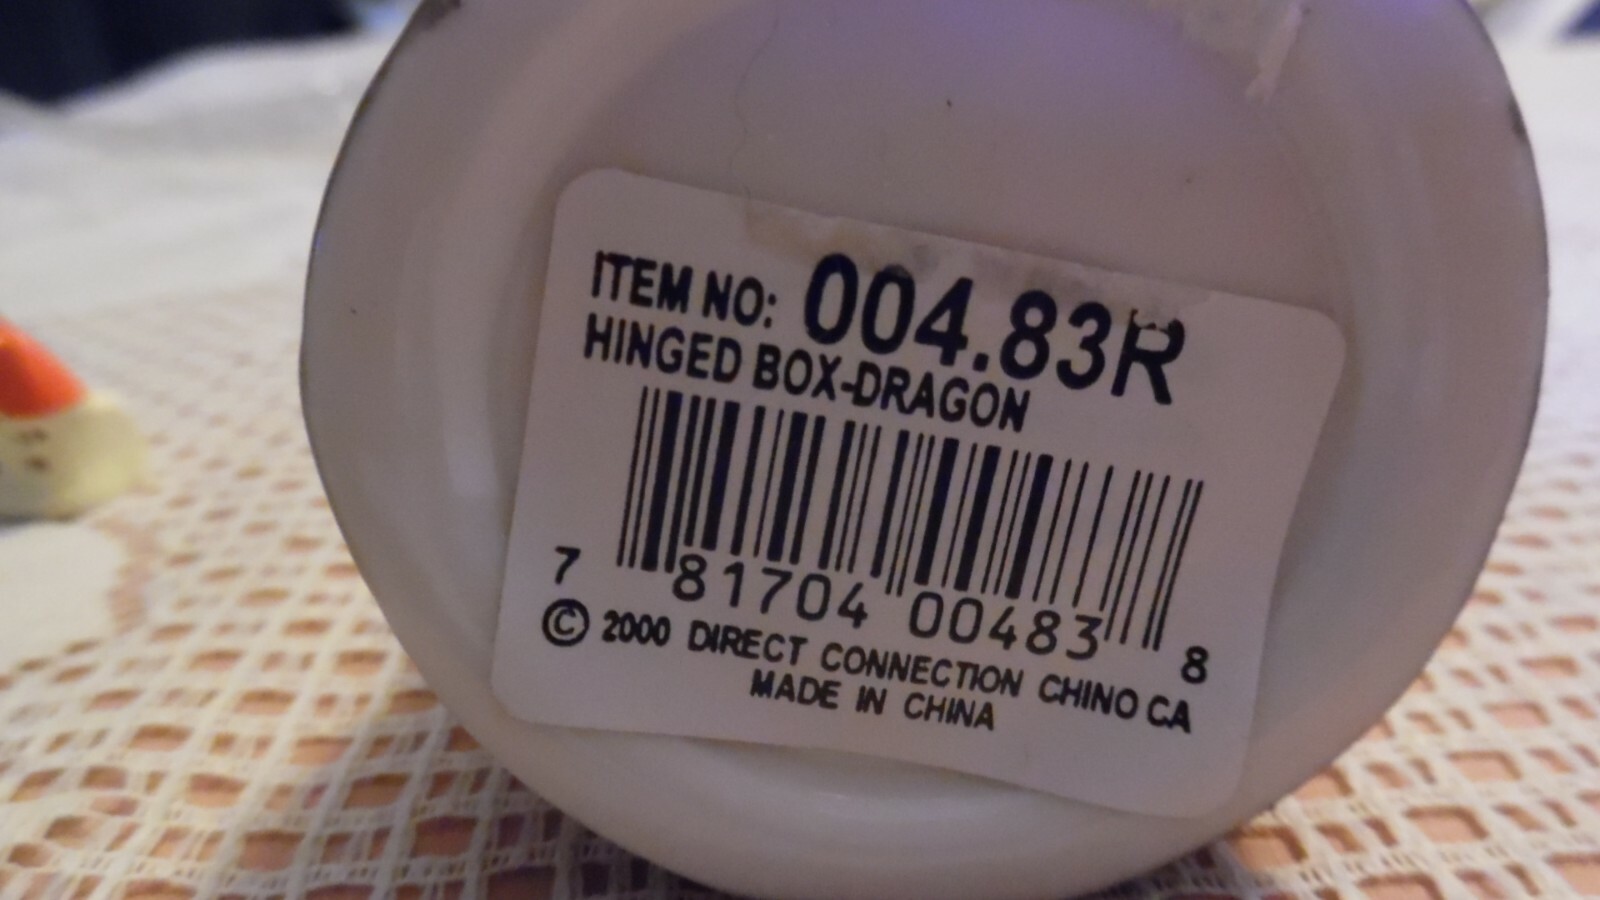 ITEM NO: 004.83R
HINGED BOX-DRAGON
7 81704 00483 8
© 2000 DIRECT CONNECTION CHINO CA
MADE IN CHINA